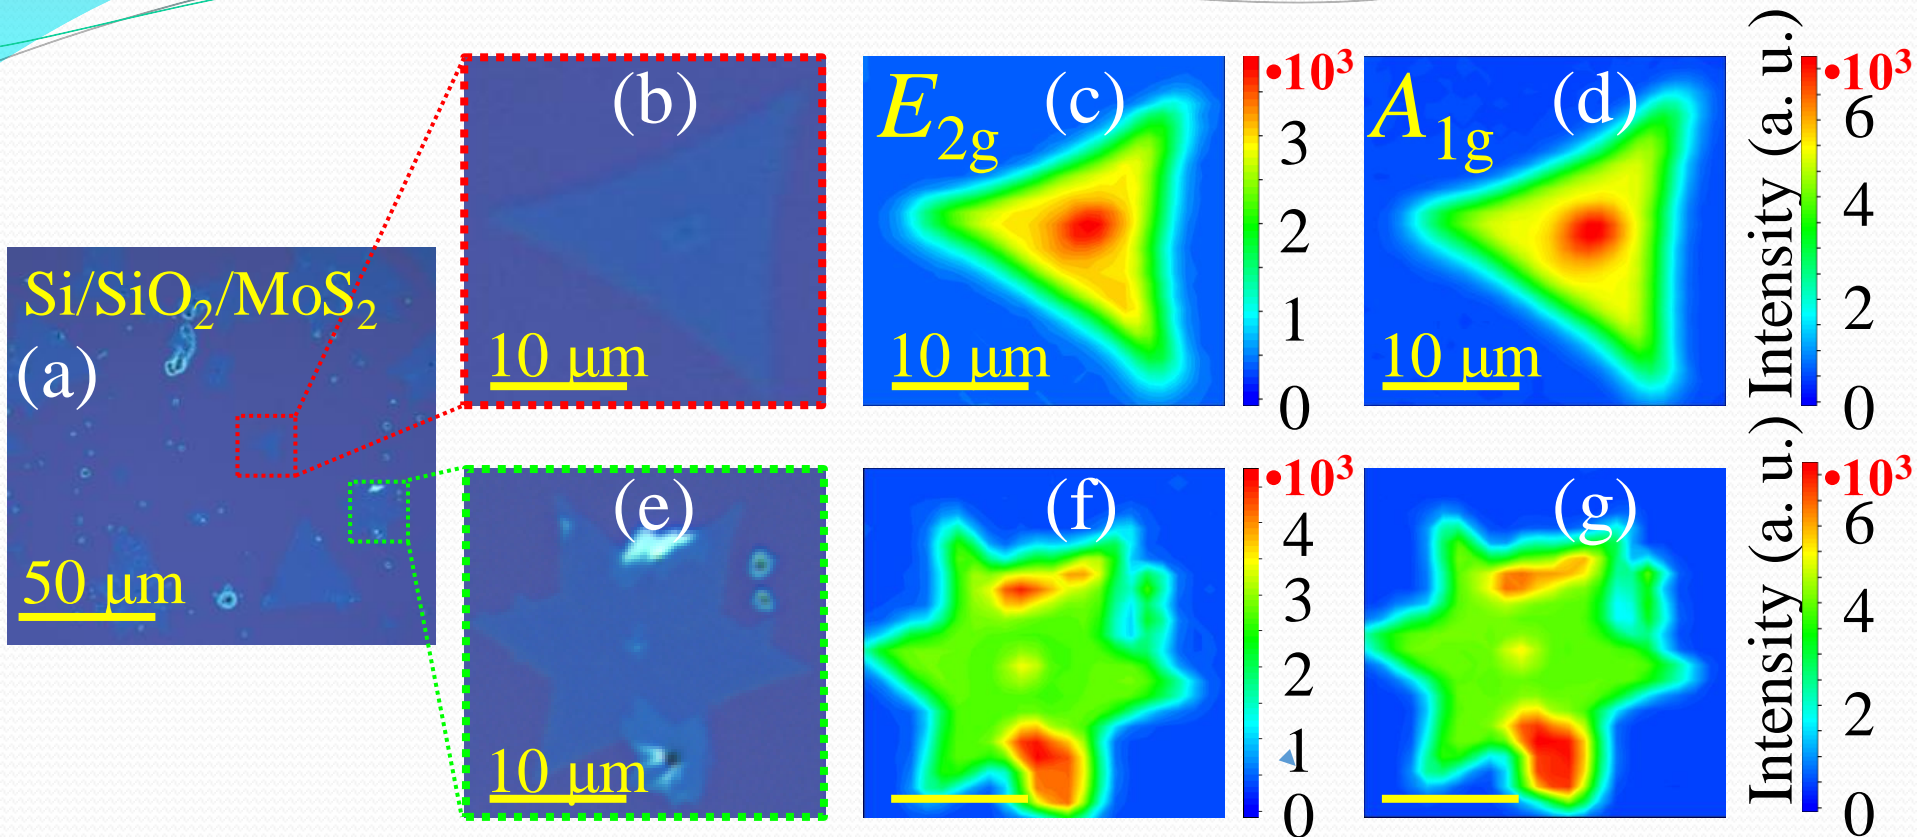 Si/SiO₂/MoS₂
(a)
50 μm
(b)
10 μm
E₂g
(c)
10 μm
•10³
3
2
1
0
A₁g
(d)
10 μm
Intensity (a. u.)
•10³
6
4
2
0
(e)
10 μm
(f)
•10³
4
3
2
1
0
(g)
Intensity (a. u.)
•10³
6
4
2
0